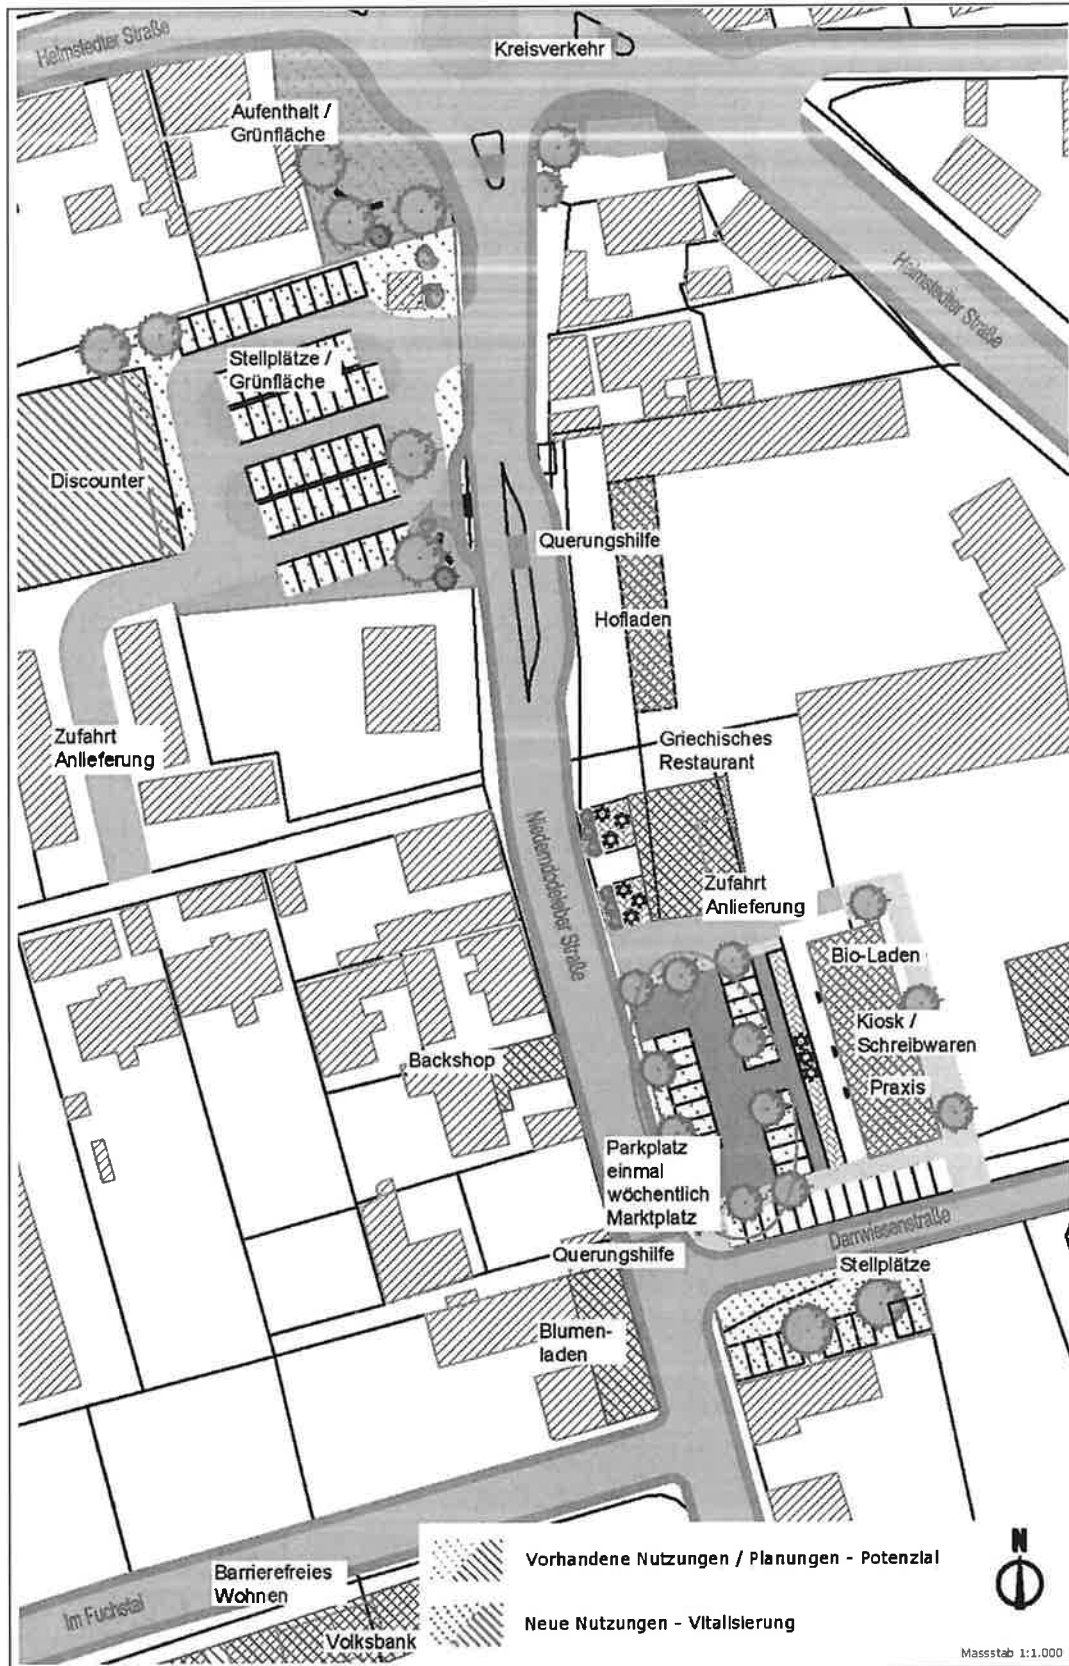 Helmstedter Straße
Kreisverkehr
Aufenthalt /
Grünfläche
Helmstedter Straße
Stellplätze /
Grünfläche
Discounter
Querungshilfe
Hofladen
Zufahrt
Anlieferung
Griechisches
Restaurant
Niederndodeleber Straße
Zufahrt
Anlieferung
Bio-Laden
Kiosk /
Schreibwaren
Backshop
Praxis
Parkplatz
einmal
wöchentlich
Marktplatz
Darrwiesenstraße
Querungshilfe
Stellplätze
Blumen-
laden
Barrierefreies
Wohnen
Im Fuchstal
Volksbank
Vorhandene Nutzungen / Planungen - Potenzial
Neue Nutzungen - Vitalisierung
N
Massstab 1:1.000